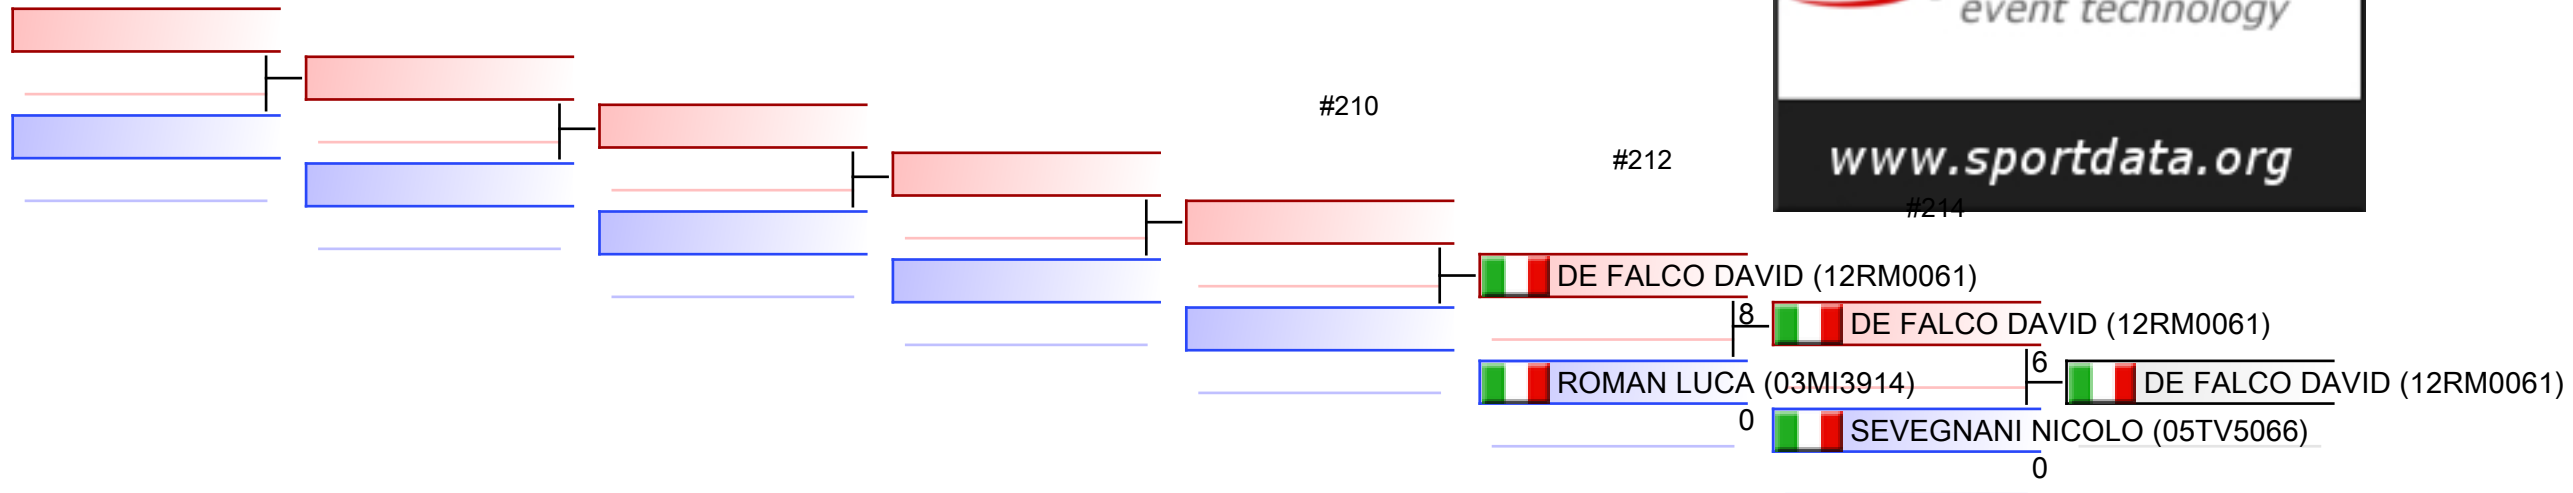 event technology
#210
#212
www.sportdata.org
#214
DE FALCO DAVID (12RM0061)
8
DE FALCO DAVID (12RM0061)
6
ROMAN LUCA (03MI3914)
DE FALCO DAVID (12RM0061)
0
SEVEGNANI NICOLO (05TV5066)
0